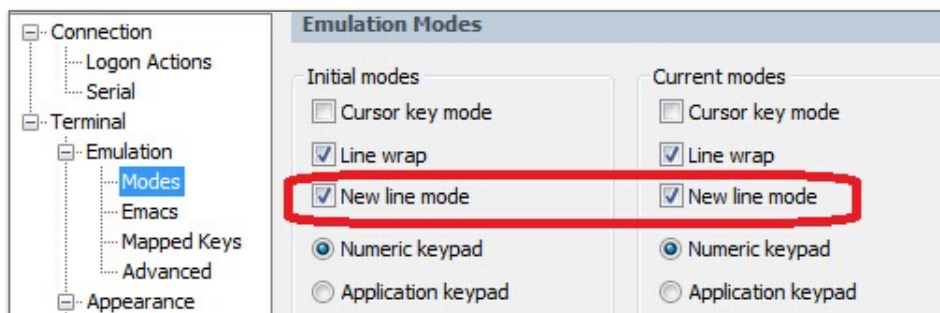 Connection
Logon Actions
Serial
Terminal
Emulation
Modes
Emacs
Mapped Keys
Advanced
Appearance
Emulation Modes
Initial modes
Cursor key mode
Line wrap
New line mode
Numeric keypad
Application keypad
Current modes
Cursor key mode
Line wrap
New line mode
Numeric keypad
Application keypad